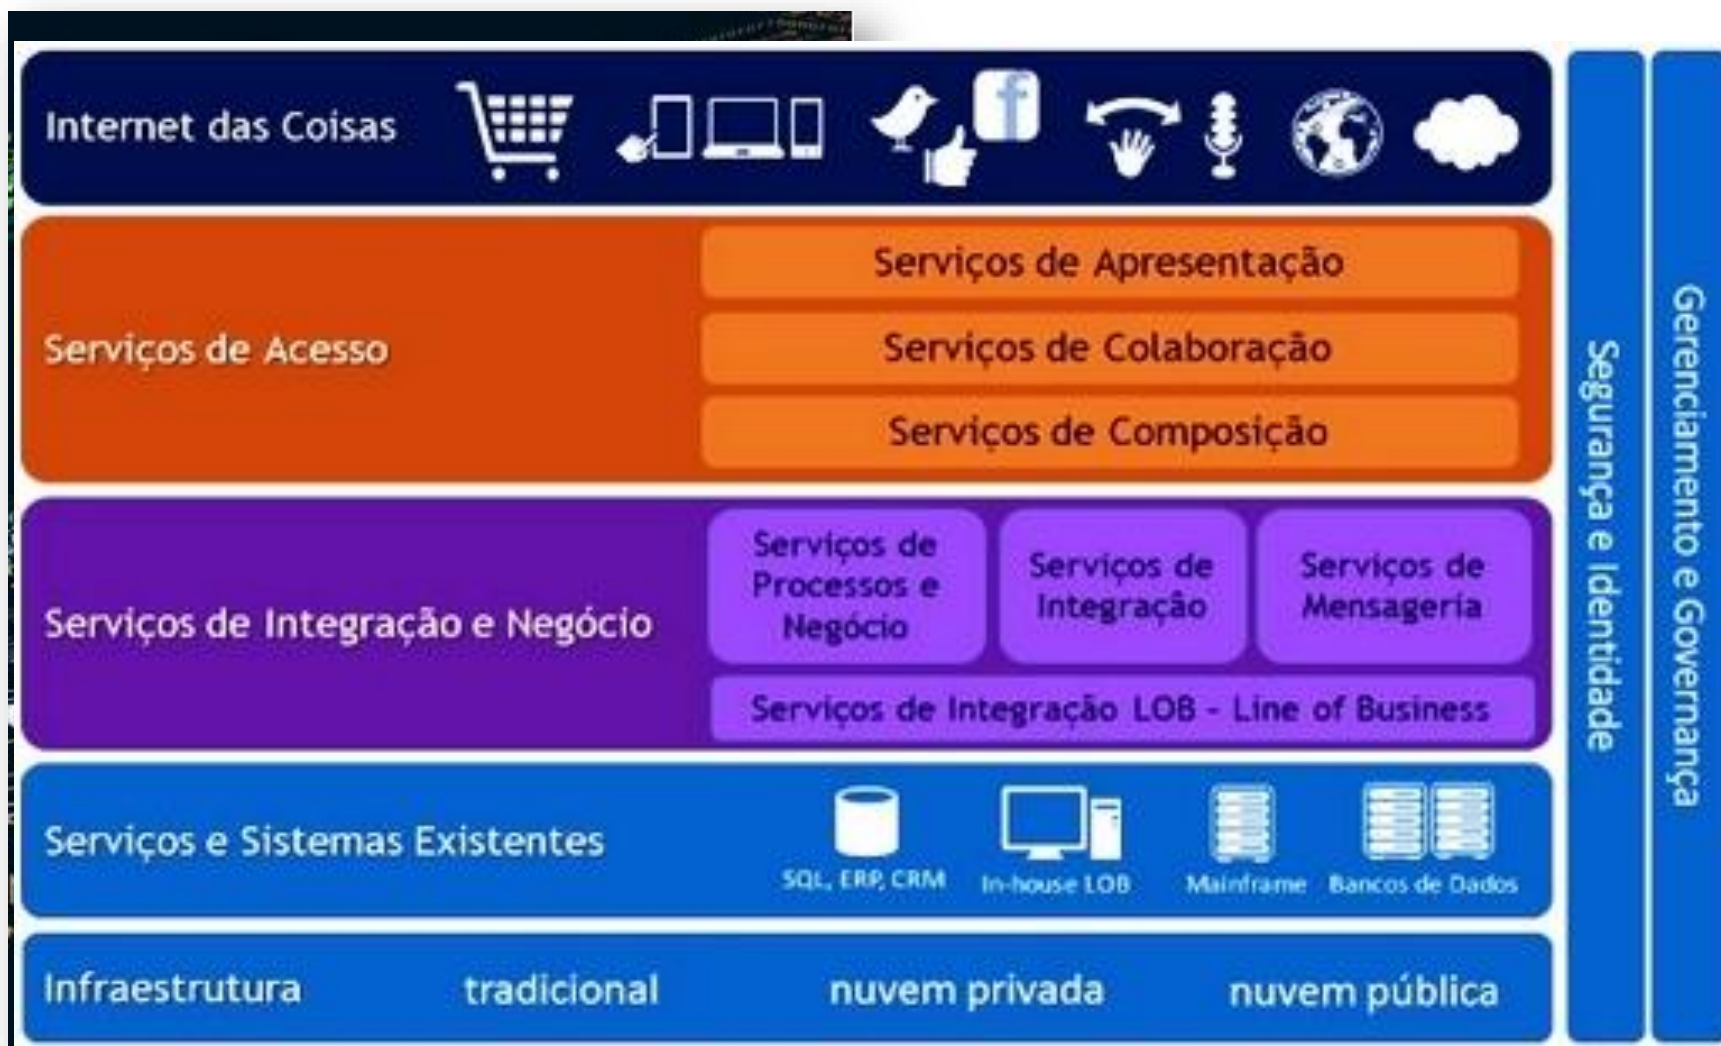 Internet das Coisas
f
Serviços de Acesso
Serviços de Apresentação
Serviços de Colaboração
Serviços de Composição
Serviços de Integração e Negócio
Serviços de
Processos e
Negócio
Serviços de
Integração
Serviços de
Mensageria
Serviços de Integração LOB - Line of Business
Serviços e Sistemas Existentes
SQL, ERP, CRM
In-house LOB
Mainframe
Bancos de Dados
Infraestrutura
tradicional
nuvem privada
nuvem pública
Segurança e Identidade
Gerenciamento e Governança